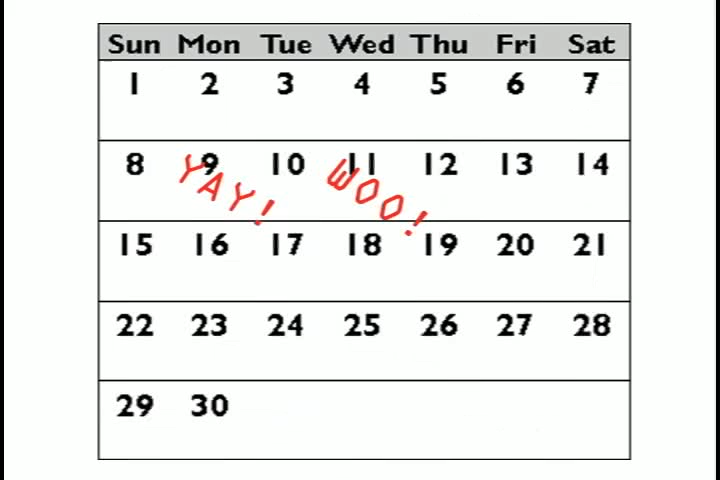 Sun Mon Tue Wed Thu Fri Sat
1 2 3 4 5 6 7
8 9 10 11 12 13 14
YAY! WOO!
15 16 17 18 19 20 21
22 23 24 25 26 27 28
29 30